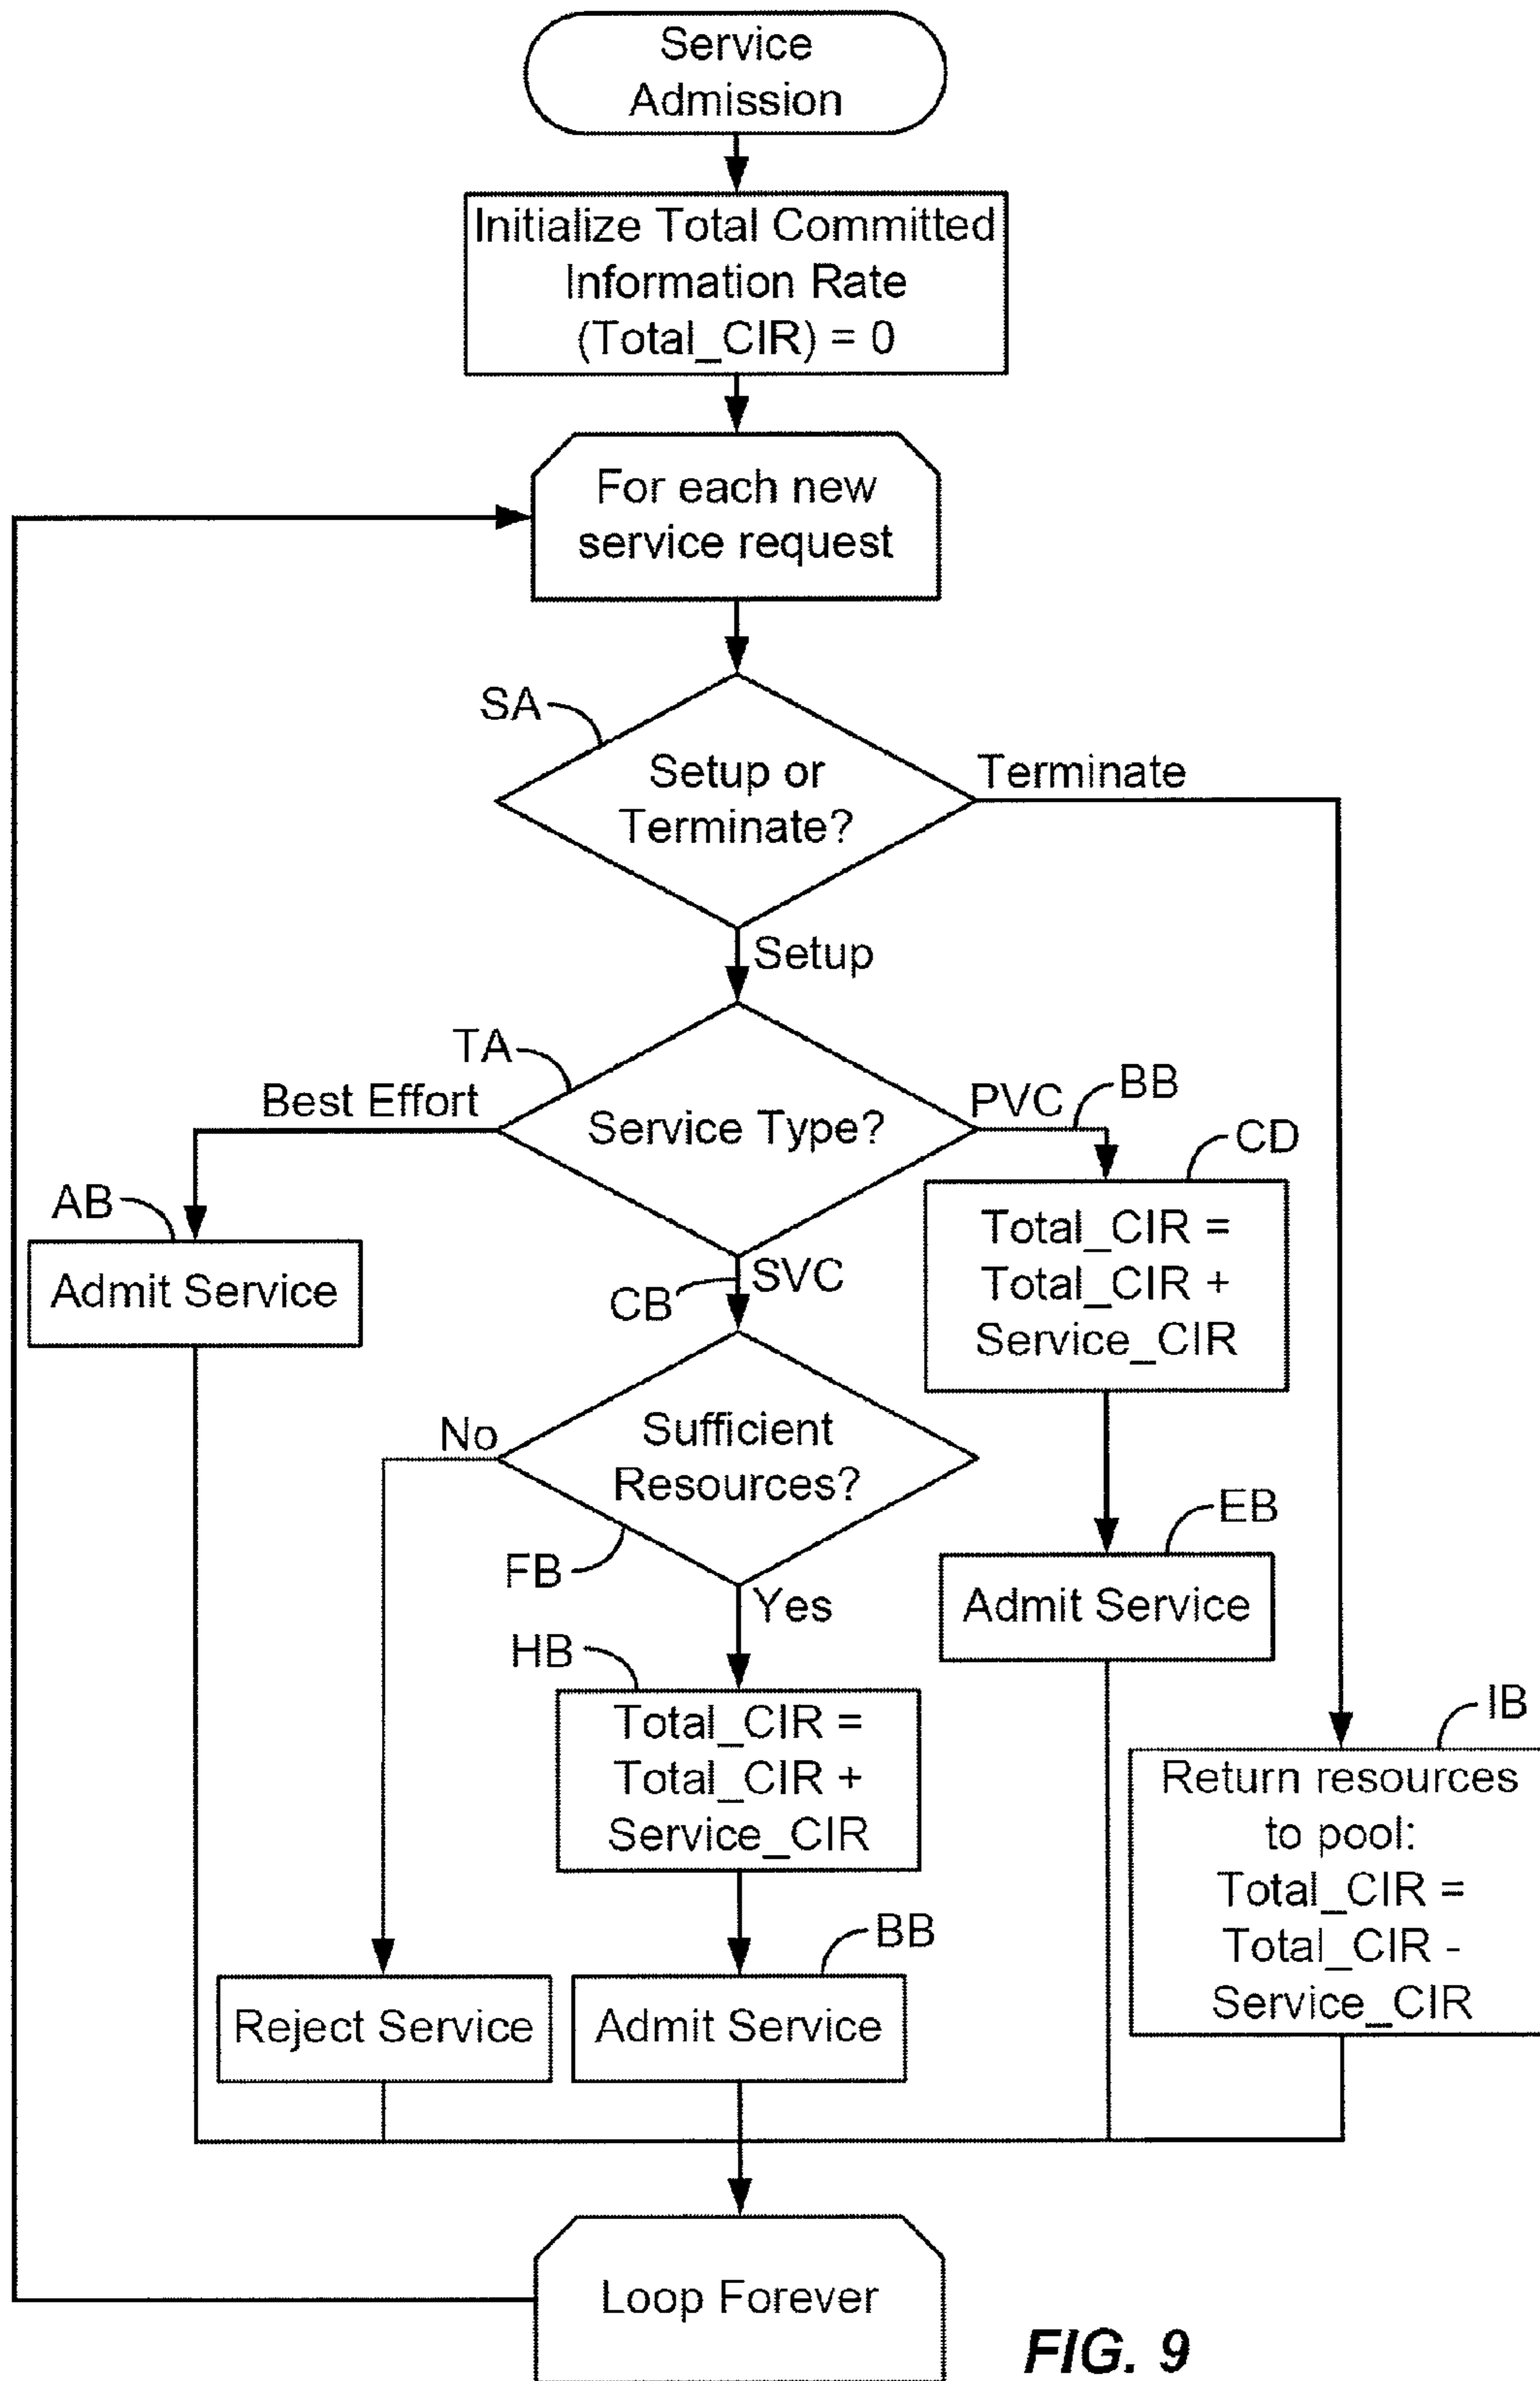 Service
Admission
Initialize Total Committed
Information Rate
(Total_CIR) = 0
For each new
service request
SA
Setup or
Terminate?
Terminate
Setup
TA
Best Effort
Service Type?
PVC
BB
CD
AB
Admit Service
Total_CIR =
Total_CIR +
Service_CIR
CB
SVC
No
Sufficient
Resources?
FB
Yes
EB
Admit Service
HB
Total_CIR =
Total_CIR +
Service_CIR
IB
Return resources
to pool:
Total_CIR =
Total_CIR -
Service_CIR
BB
Reject Service
Admit Service
Loop Forever
FIG. 9